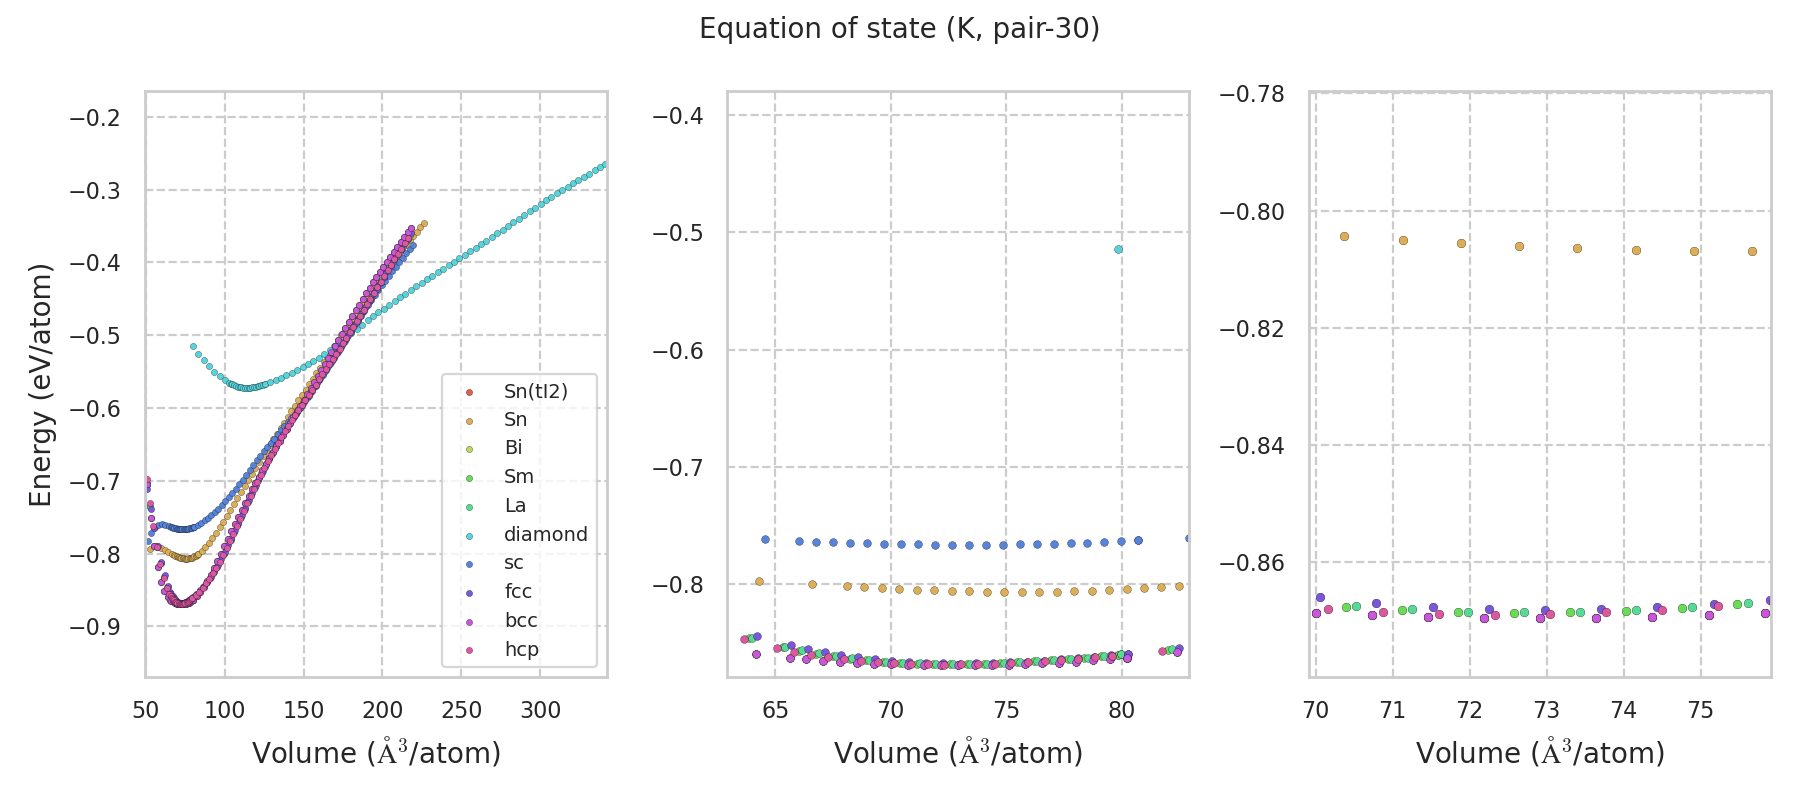 Equation of state (K, pair-30)
Energy (eV/atom)
−0.2
−0.3
−0.4
−0.5
−0.6
−0.7
−0.8
−0.9
50 100 150 200 250 300
Volume (Å³/atom)
Sn(tI2)
Sn
Bi
Sm
La
diamond
sc
fcc
bcc
hcp
−0.4
−0.5
−0.6
−0.7
−0.8
65 70 75 80
Volume (Å³/atom)
−0.78
−0.80
−0.82
−0.84
−0.86
70 71 72 73 74 75
Volume (Å³/atom)